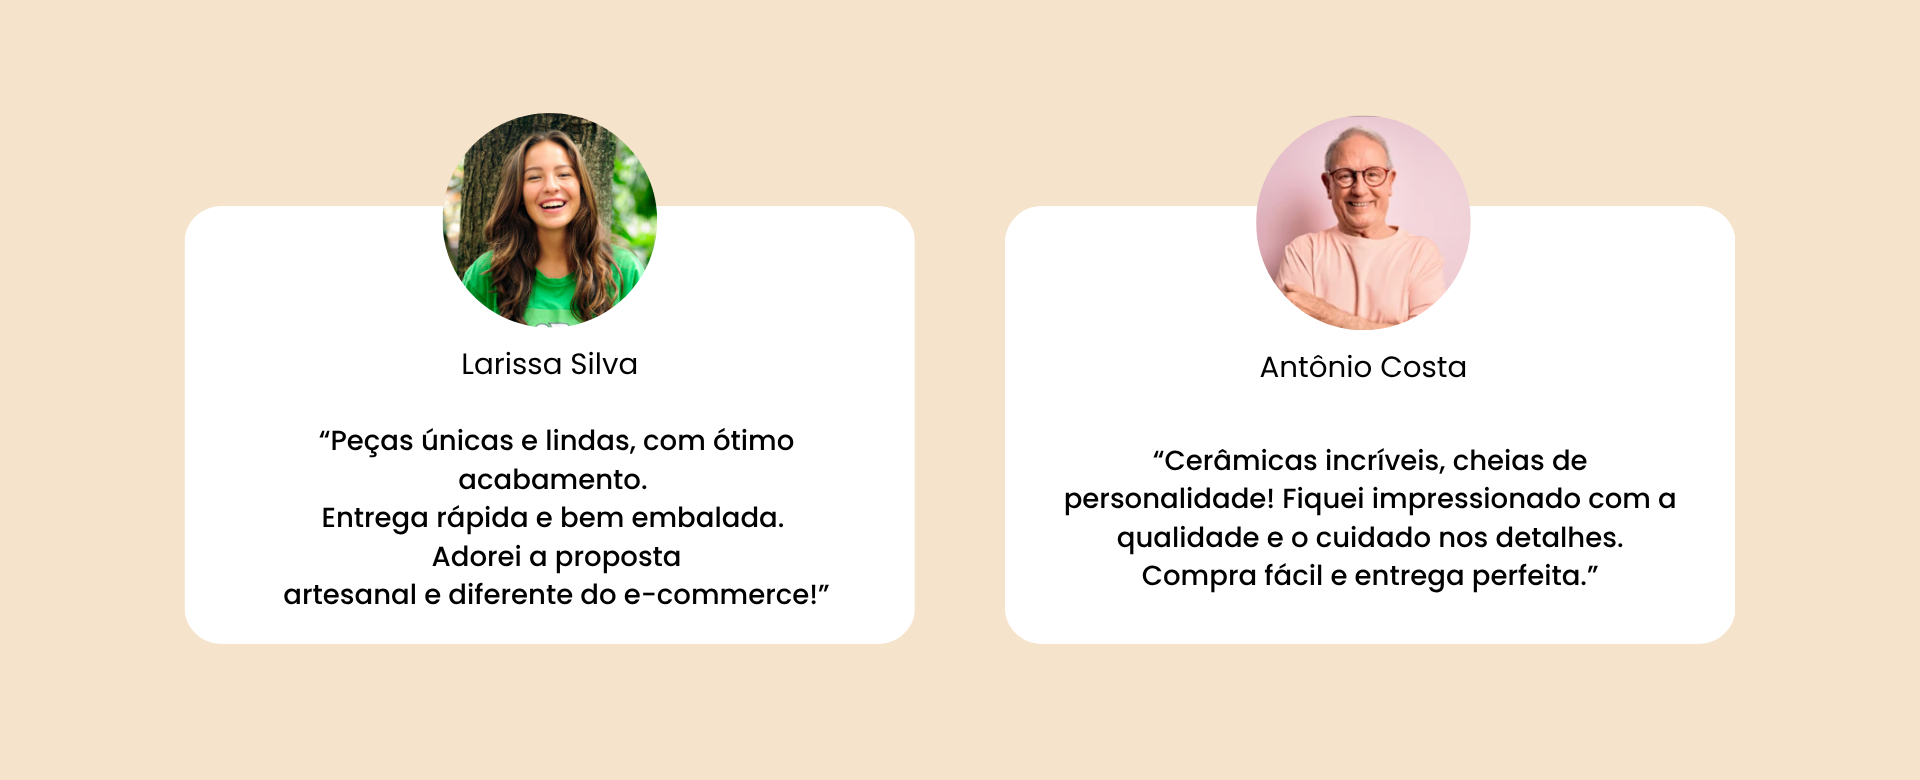 Larissa Silva
“Peças únicas e lindas, com ótimo
acabamento.
Entrega rápida e bem embalada.
Adorei a proposta
artesanal e diferente do e-commerce!”
Antônio Costa
“Cerâmicas incríveis, cheias de
personalidade! Fiquei impressionado com a
qualidade e o cuidado nos detalhes.
Compra fácil e entrega perfeita.”